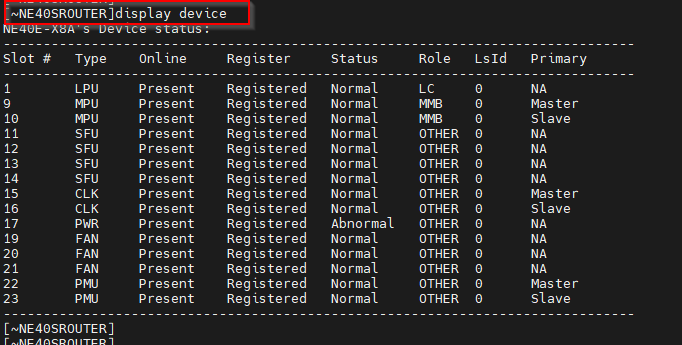 [~NE40SROUTER]
[~NE40SROUTER]display device
NE40E-X8A's Device status:
-------------------------------------------------------------------------------
Slot #   Type    Online    Register      Status      Role   LsId   Primary
-------------------------------------------------------------------------------
1        LPU     Present   Registered    Normal      LC     0      NA
9        MPU     Present   Registered    Normal      MMB    0      Master
10       MPU     Present   Registered    Normal      MMB    0      Slave
11       SFU     Present   Registered    Normal      OTHER  0      NA
12       SFU     Present   Registered    Normal      OTHER  0      NA
13       SFU     Present   Registered    Normal      OTHER  0      NA
14       SFU     Present   Registered    Normal      OTHER  0      NA
15       CLK     Present   Registered    Normal      OTHER  0      Master
16       CLK     Present   Registered    Normal      OTHER  0      Slave
17       PWR     Present   Registered    Abnormal    OTHER  0      NA
19       FAN     Present   Registered    Normal      OTHER  0      NA
20       FAN     Present   Registered    Normal      OTHER  0      NA
21       FAN     Present   Registered    Normal      OTHER  0      NA
22       PMU     Present   Registered    Normal      OTHER  0      Master
23       PMU     Present   Registered    Normal      OTHER  0      Slave
-------------------------------------------------------------------------------
[~NE40SROUTER]
[~NE40SROUTER]